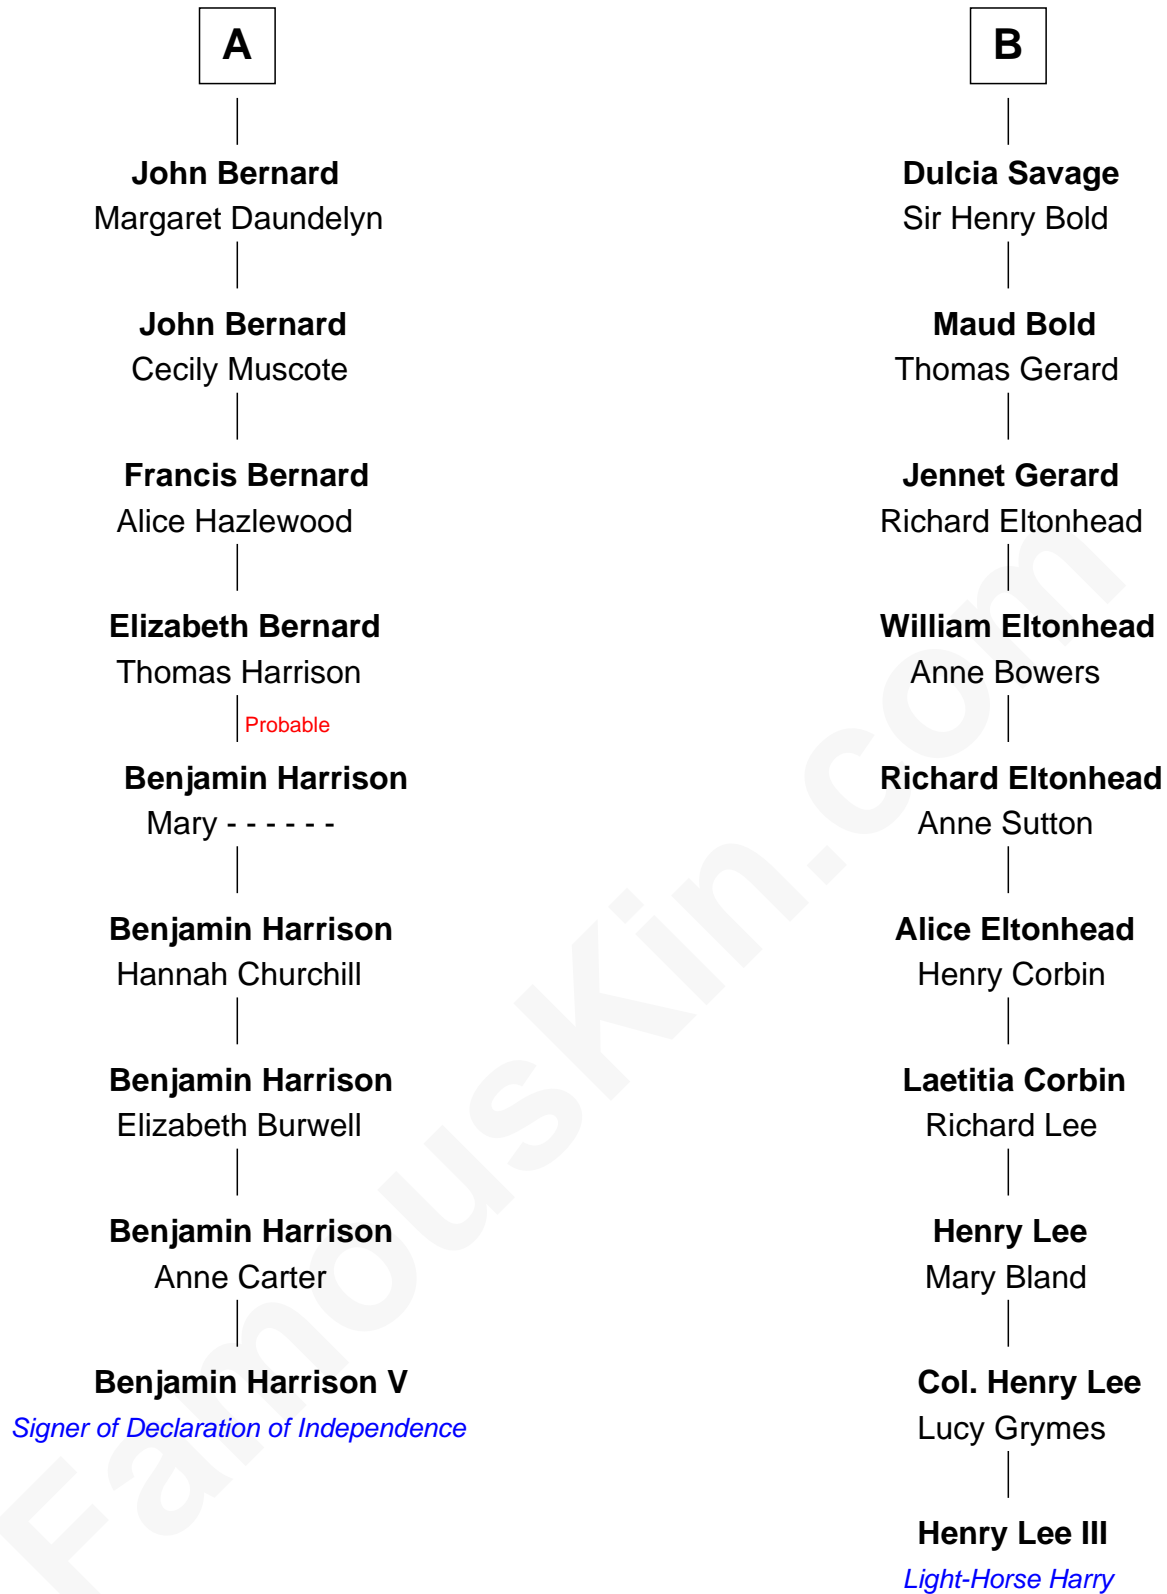 A
John Bernard
Margaret Daundelyn
John Bernard
Cecily Muscote
Francis Bernard
Alice Hazlewood
Elizabeth Bernard
Thomas Harrison
Probable
Benjamin Harrison
Mary - - - - - -
Benjamin Harrison
Hannah Churchill
Benjamin Harrison
Elizabeth Burwell
Benjamin Harrison
Anne Carter
Benjamin Harrison V
Signer of Declaration of Independence
B
Dulcia Savage
Sir Henry Bold
Maud Bold
Thomas Gerard
Jennet Gerard
Richard Eltonhead
William Eltonhead
Anne Bowers
Richard Eltonhead
Anne Sutton
Alice Eltonhead
Henry Corbin
Laetitia Corbin
Richard Lee
Henry Lee
Mary Bland
Col. Henry Lee
Lucy Grymes
Henry Lee III
Light-Horse Harry
FamousKin.com